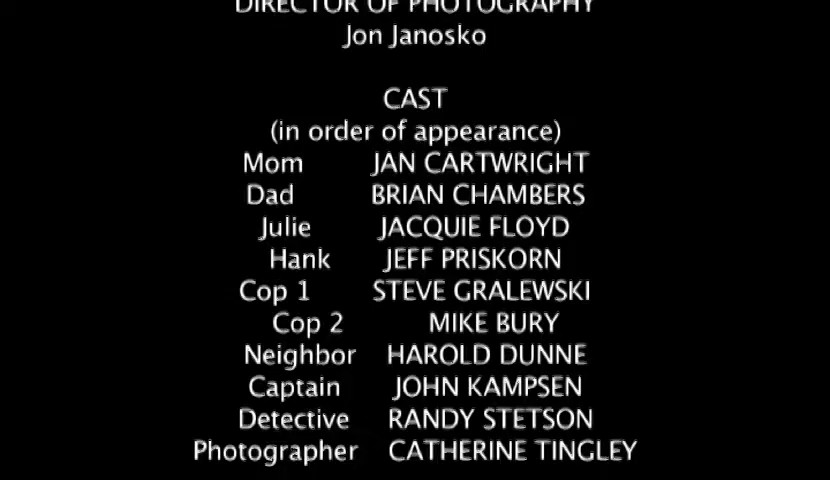 DIRECTOR OF PHOTOGRAPHY
Jon Janosko
CAST
(in order of appearance)
Mom JAN CARTWRIGHT
Dad BRIAN CHAMBERS
Julie JACQUIE FLOYD
Hank JEFF PRISKORN
Cop 1 STEVE GRALEWSKI
Cop 2 MIKE BURY
Neighbor HAROLD DUNNE
Captain JOHN KAMPSEN
Detective RANDY STETSON
Photographer CATHERINE TINGLEY